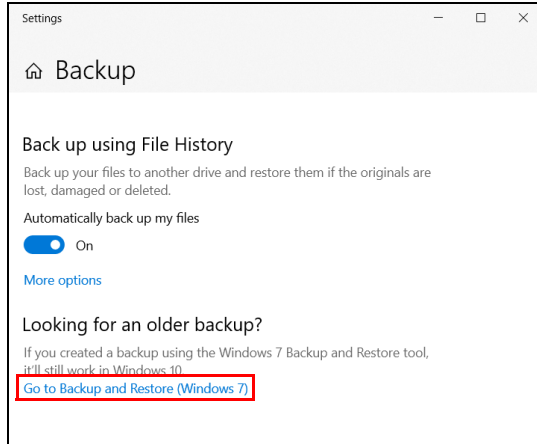 Settings
Backup
Back up using File History
Back up your files to another drive and restore them if the originals are
lost, damaged or deleted.
Automatically back up my files
On
More options
Looking for an older backup?
If you created a backup using the Windows 7 Backup and Restore tool,
it'll still work in Windows 10.
Go to Backup and Restore (Windows 7)